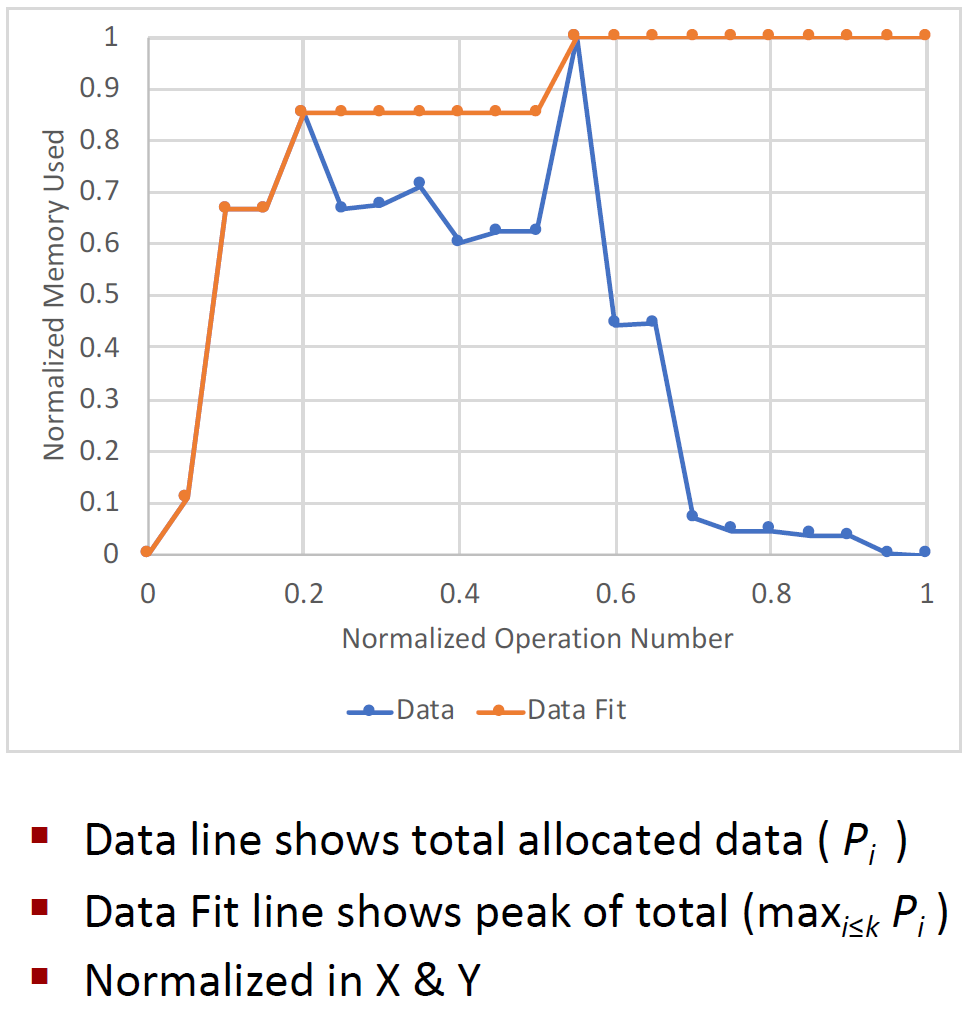 1
0.9
0.8
0.7
0.6
0.5
0.4
0.3
0.2
0.1
0
Normalized Memory Used
0 0.2 0.4 0.6 0.8 1
Normalized Operation Number
Data Data Fit
▪ Data line shows total allocated data ( Pᵢ )
▪ Data Fit line shows peak of total (maxᵢ≤ₖ Pᵢ )
▪ Normalized in X & Y